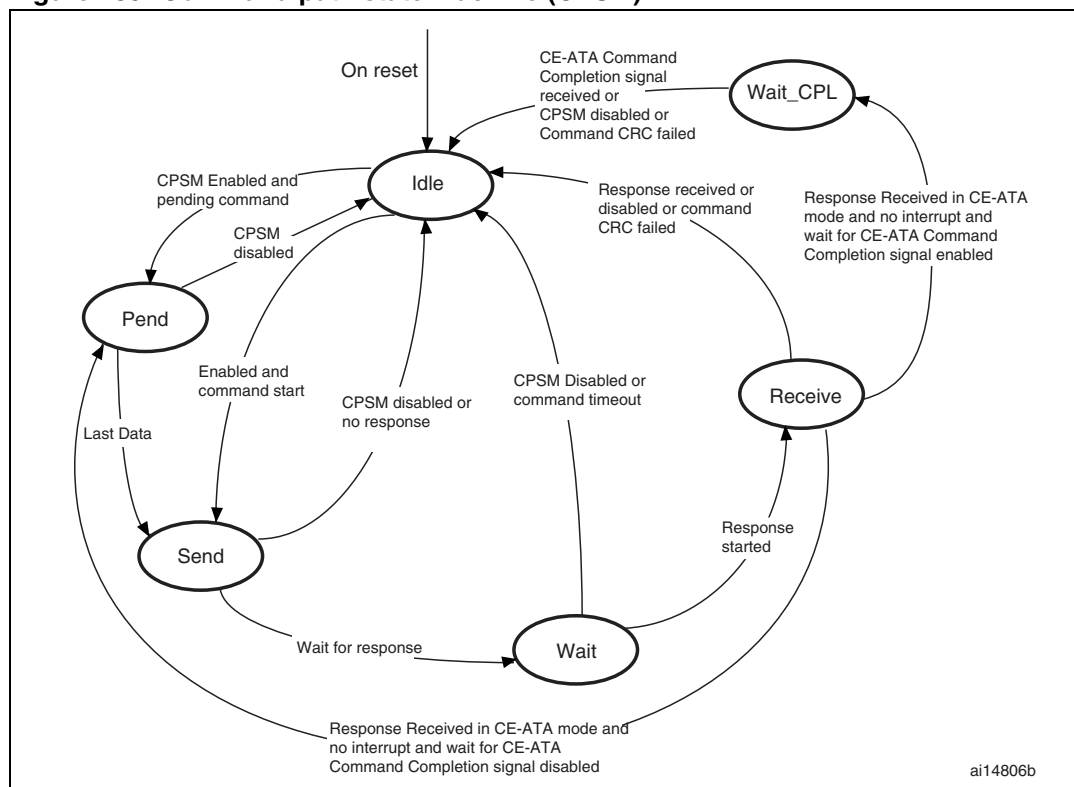 On reset
CE-ATA Command
Completion signal
received or
CPSM disabled or
Command CRC failed
Wait_CPL
Idle
CPSM Enabled and
pending command
CPSM
disabled
Response received or
disabled or command
CRC failed
Response Received in CE-ATA
mode and no interrupt and
wait for CE-ATA Command
Completion signal enabled
Pend
Enabled and
command start
CPSM disabled or
no response
CPSM Disabled or
command timeout
Receive
Last Data
Send
Response
started
Wait for response
Wait
Response Received in CE-ATA mode and
no interrupt and wait for CE-ATA
Command Completion signal disabled
ai14806b